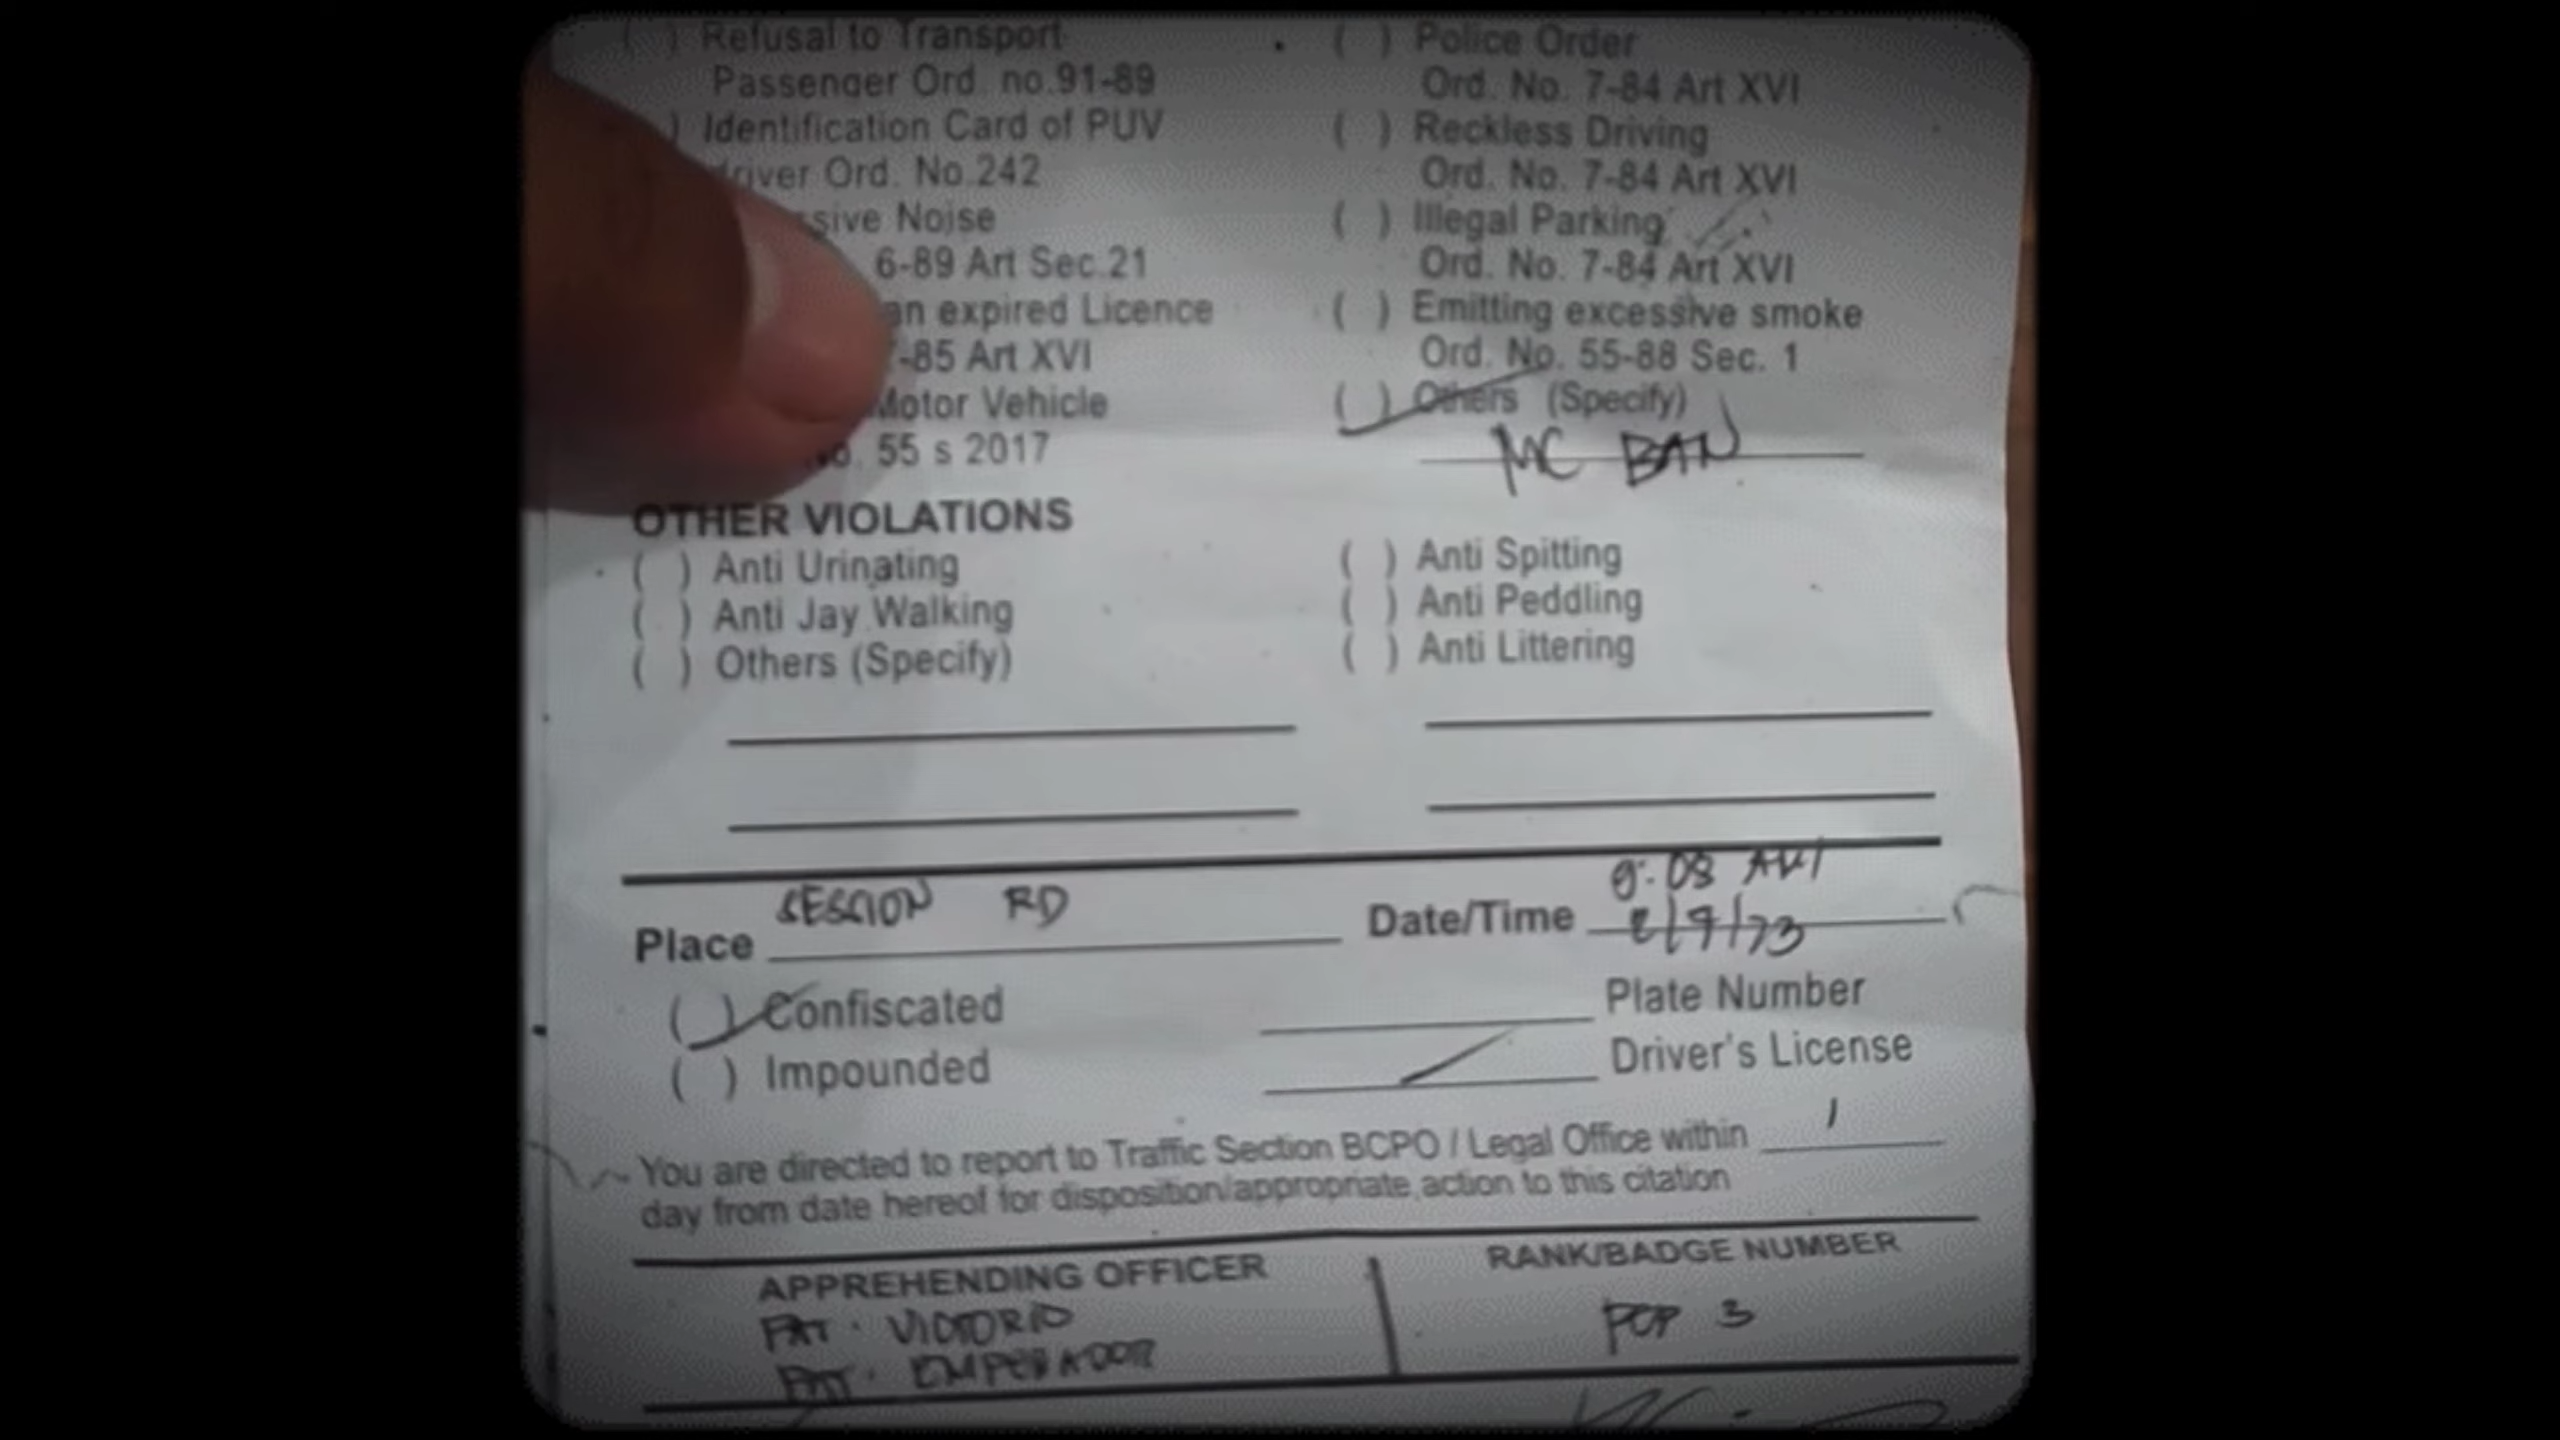 ( ) Refusal to Transport
Passenger Ord. no.91-89
) Identification Card of PUV
driver Ord. No.242
ssive Noise
6-89 Art Sec.21
an expired Licence
-85 Art XVI
Motor Vehicle
No. 55 s 2017
( ) Police Order
Ord. No. 7-84 Art XVI
( ) Reckless Driving
Ord. No. 7-84 Art XVI
( ) Illegal Parking
Ord. No. 7-84 Art XVI
( ) Emitting excessive smoke
Ord. No. 55-88 Sec. 1
( ) Others (Specify)
MC BAN
OTHER VIOLATIONS
( ) Anti Urinating
( ) Anti Jay Walking
( ) Others (Specify)
( ) Anti Spitting
( ) Anti Peddling
( ) Anti Littering
Place SESSION RD
Date/Time
( ) Confiscated
( ) Impounded
Plate Number
Driver's License
You are directed to report to Traffic Section BCPO / Legal Office within 1
day from date hereof for disposition/appropriate action to this citation
APPREHENDING OFFICER
PAT. VICTORIO
PAT. EMPERADOR
RANK/BADGE NUMBER
PCP 3